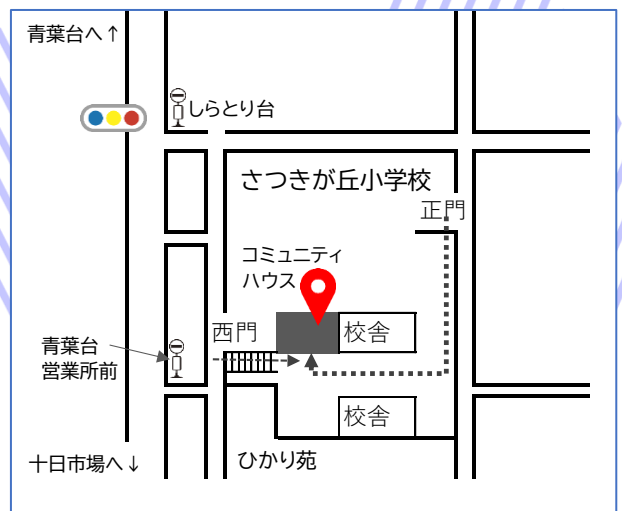 青葉台へ↑
しらとり台
さつきが丘小学校
正門
コミュニティ
ハウス
西門
校舎
青葉台
営業所前
校舎
十日市場へ↓
ひかり苑